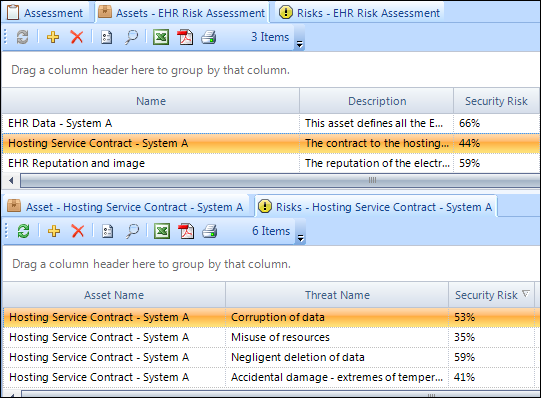 Assessment Assets - EHR Risk Assessment Risks - EHR Risk Assessment
3 Items
Drag a column header here to group by that column.
Name Description Security Risk
EHR Data - System A This asset defines all the E... 66%
Hosting Service Contract - System A The contract to the hosting... 44%
EHR Reputation and image The reputation of the electr... 59%
Asset - Hosting Service Contract - System A Risks - Hosting Service Contract - System A
6 Items
Drag a column header here to group by that column.
Asset Name Threat Name Security Risk
Hosting Service Contract - System A Corruption of data 53%
Hosting Service Contract - System A Misuse of resources 35%
Hosting Service Contract - System A Negligent deletion of data 59%
Hosting Service Contract - System A Accidental damage - extremes of temper... 41%